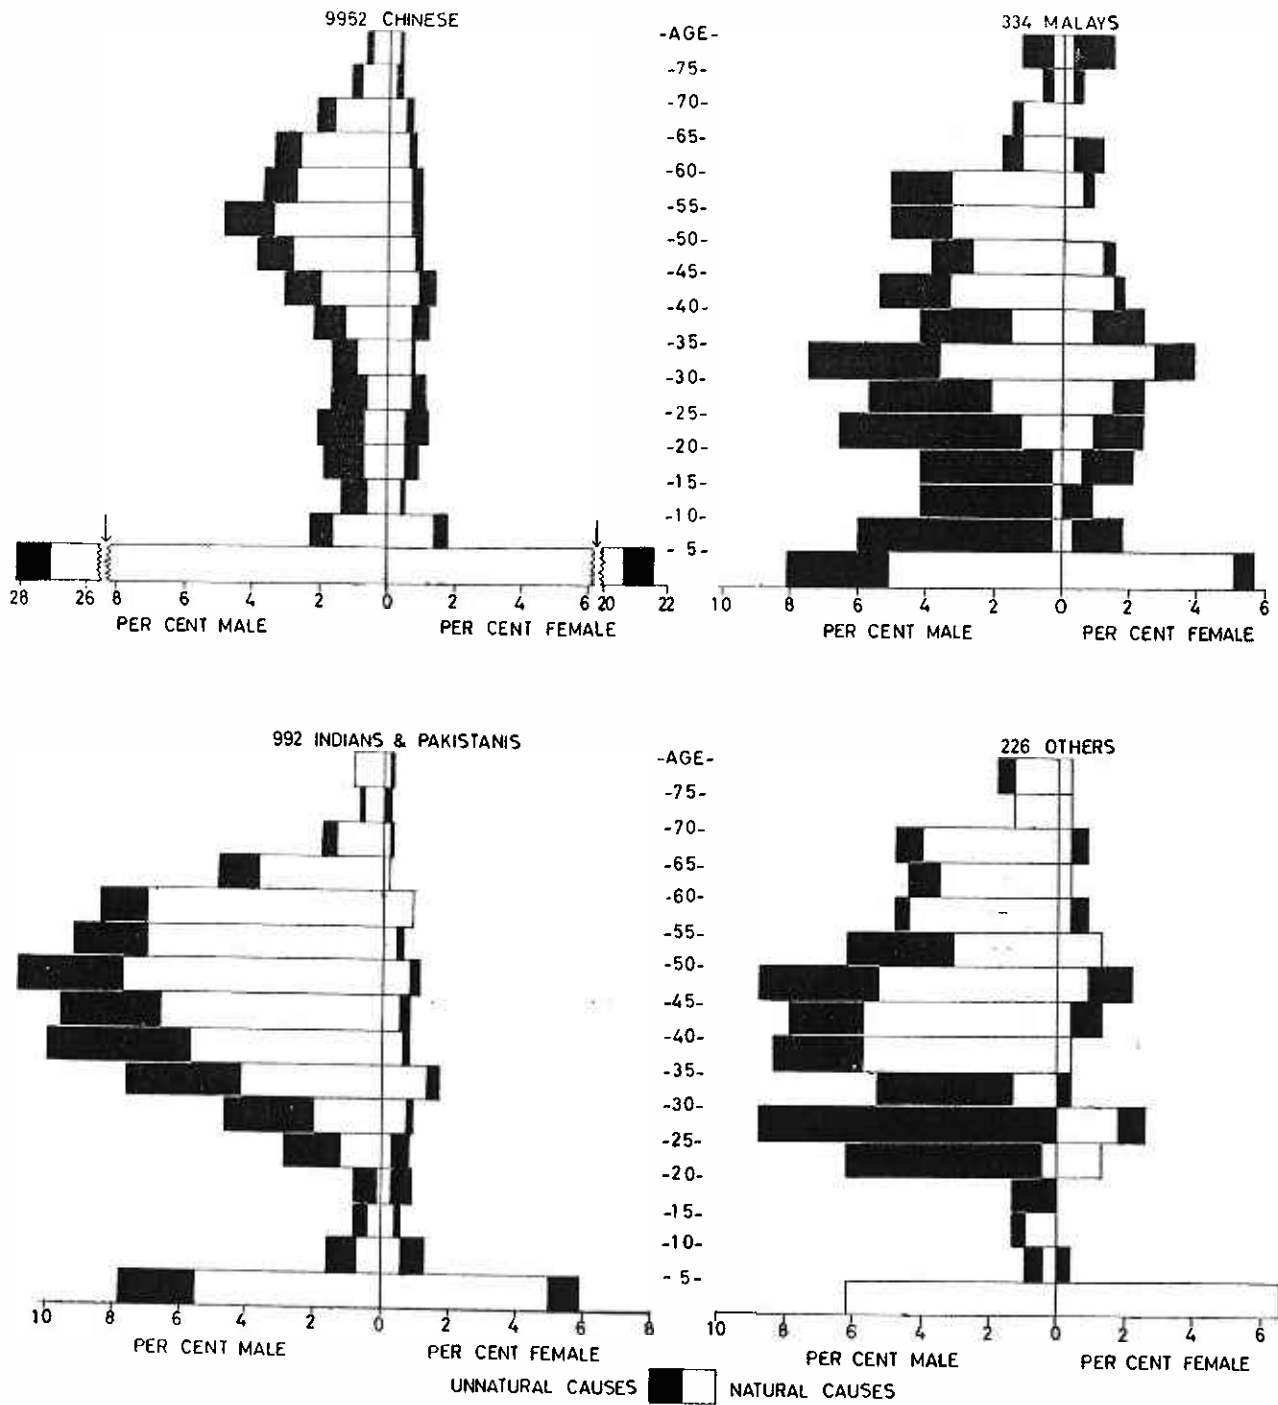 9952 CHINESE
-AGE-
-75-
-70-
-65-
-60-
-55-
-50-
-45-
-40-
-35-
-30-
-25-
-20-
-15-
-10-
- 5-
28 26 8 6 4 2 0 2 4 6 20 22
PER CENT MALE PER CENT FEMALE
334 MALAYS
10 8 6 4 2 0 2 4 6
PER CENT MALE PER CENT FEMALE
992 INDIANS & PAKISTANIS
-AGE-
-75-
-70-
-65-
-60-
-55-
-50-
-45-
-40-
-35-
-30-
-25-
-20-
-15-
-10-
- 5-
10 8 6 4 2 0 2 4 6 8
PER CENT MALE PER CENT FEMALE
226 OTHERS
10 8 6 4 2 0 2 4 6
PER CENT MALE PER CENT FEMALE
UNNATURAL CAUSES NATURAL CAUSES